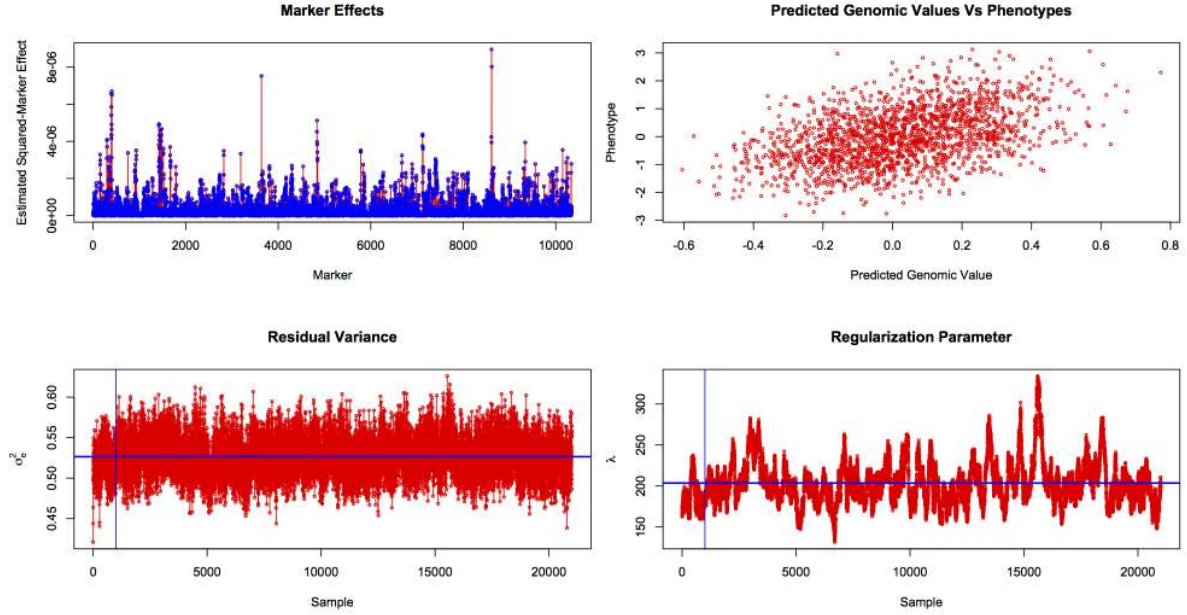 Marker Effects
Estimated Squared-Marker Effect
0e+00 4e-06 8e-06
0 2000 4000 6000 8000 10000
Marker
Predicted Genomic Values Vs Phenotypes
Phenotype
-3 -2 -1 0 1 2 3
-0.6 -0.4 -0.2 0.0 0.2 0.4 0.6 0.8
Predicted Genomic Value
Residual Variance
σ²e
0.45 0.50 0.55 0.60
0 5000 10000 15000 20000
Sample
Regularization Parameter
λ
150 200 250 300
0 5000 10000 15000 20000
Sample